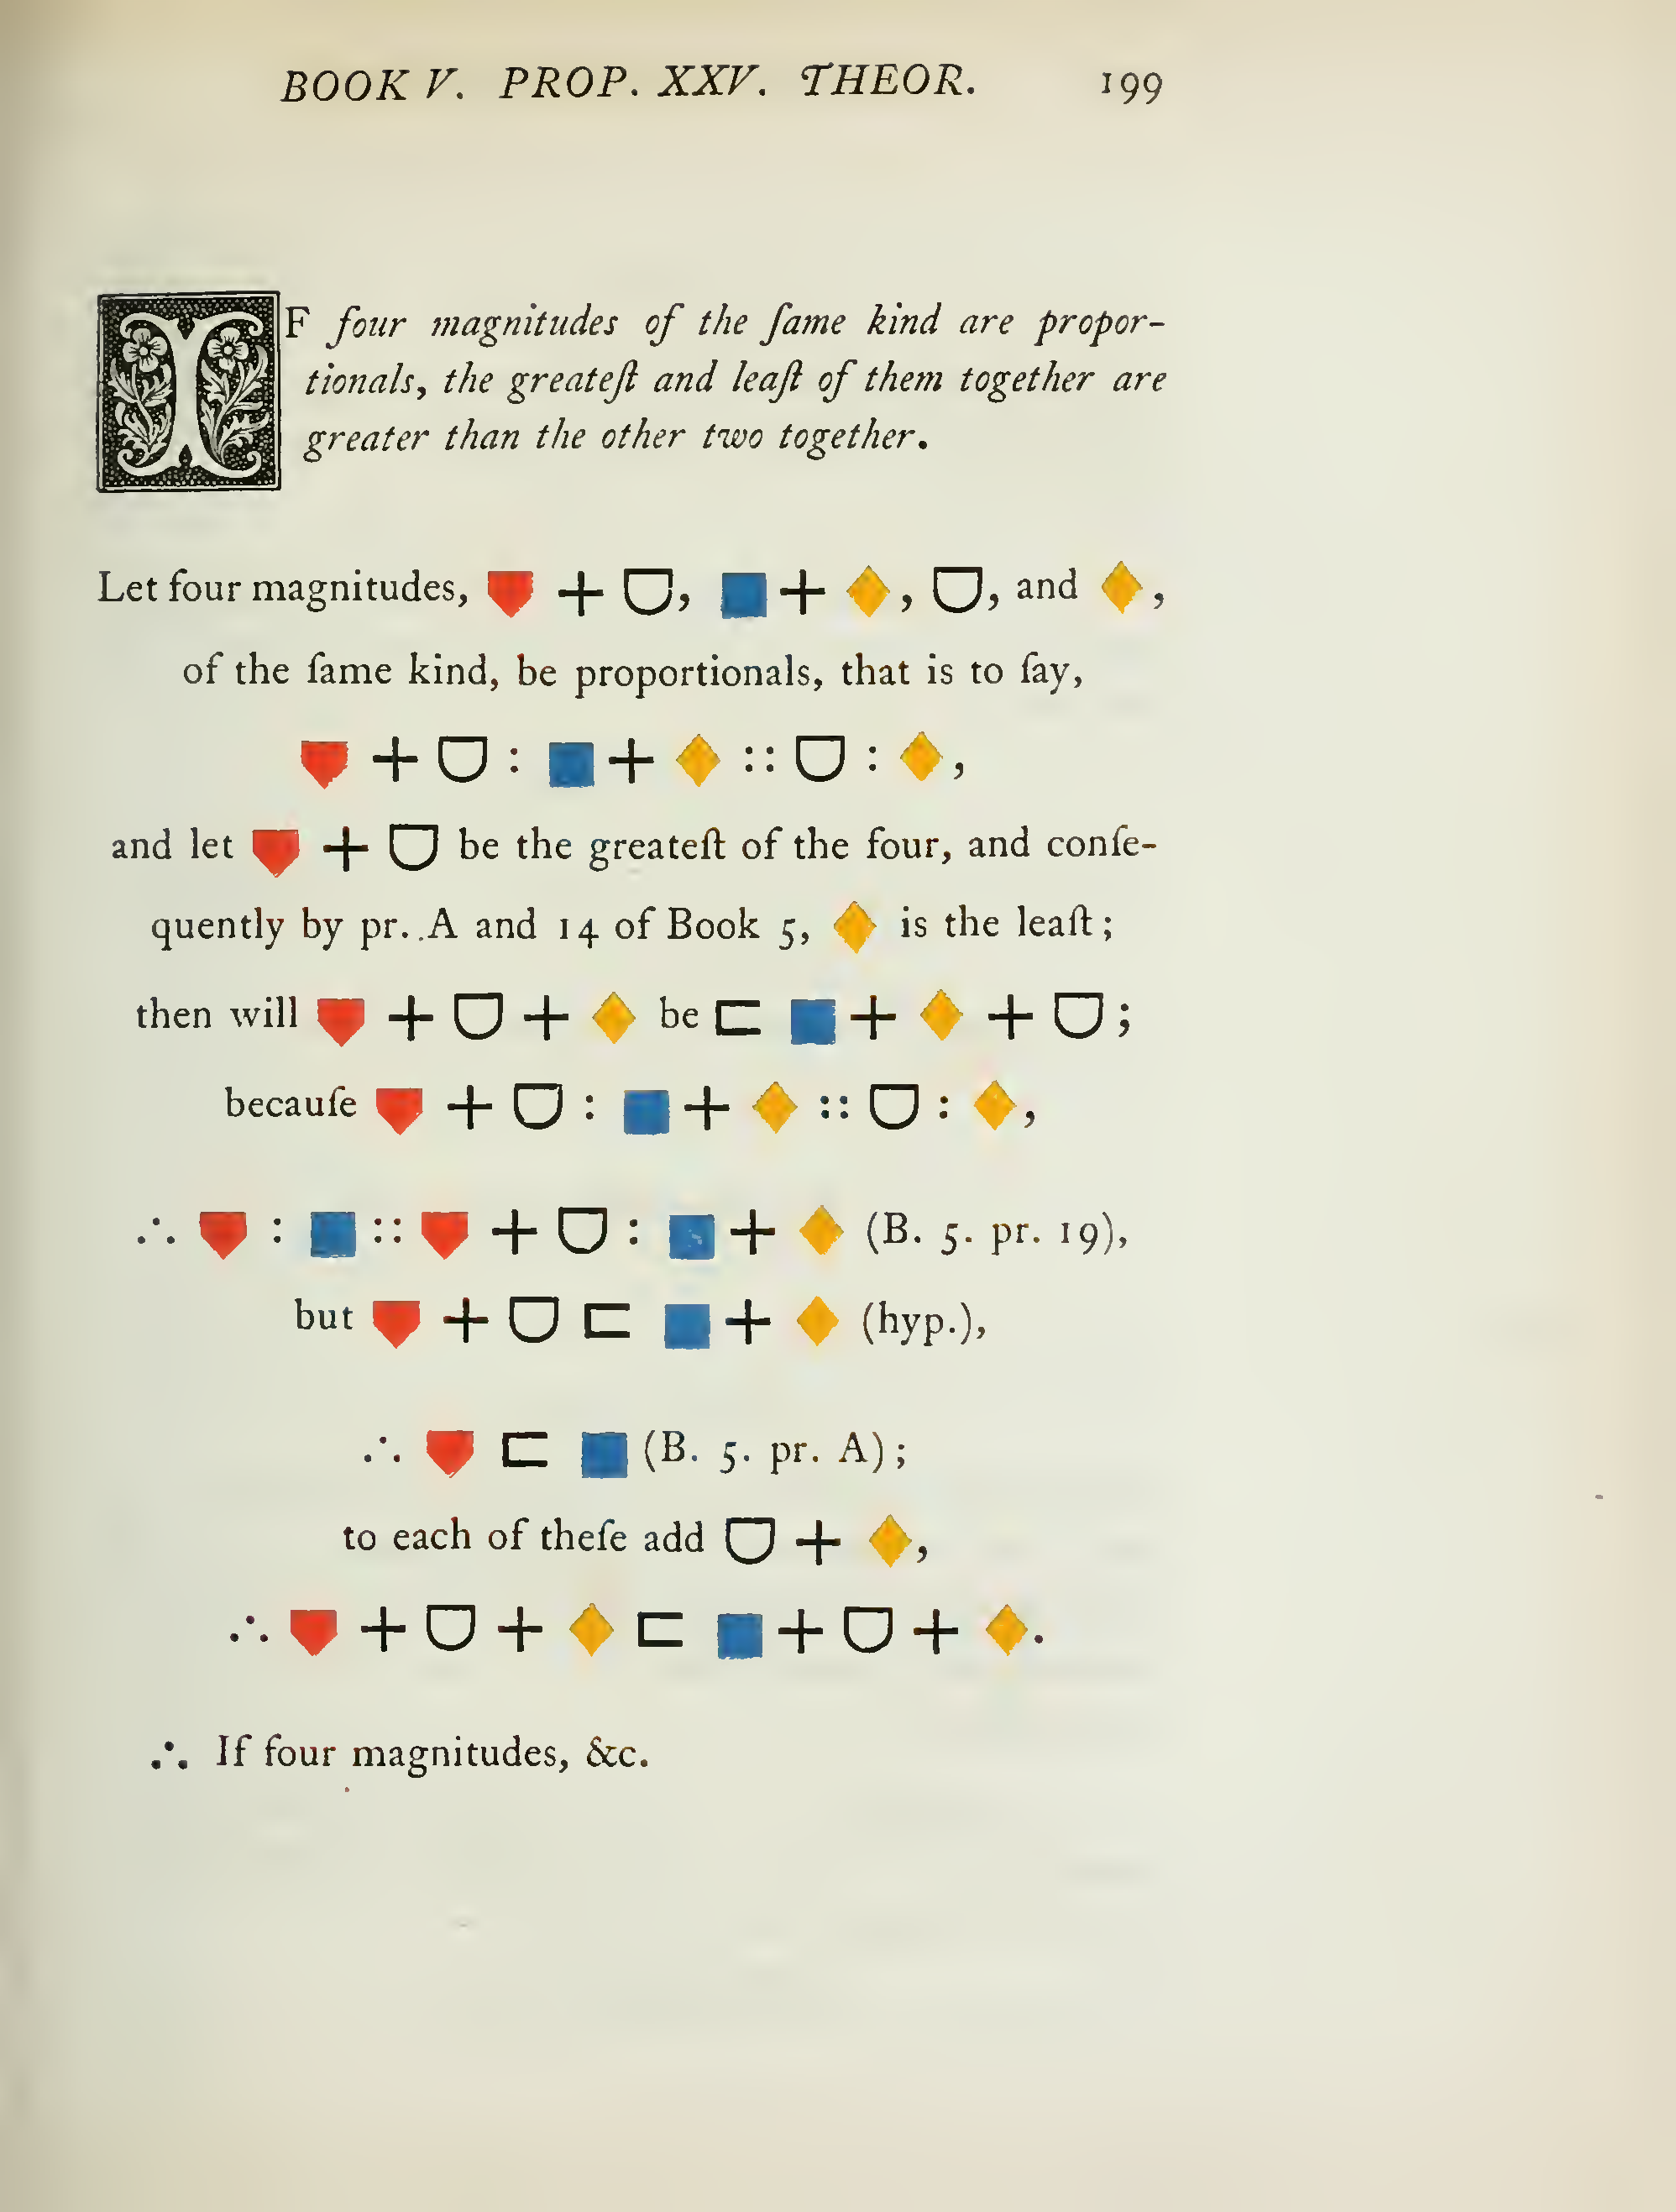 BOOK V. PROP. XXV. THEOR. 199
IF four magnitudes of the ſame kind are propor-
tionals, the greateſt and leaſt of them together are
greater than the other two together.
Let four magnitudes, + , + , , and ,
of the ſame kind, be proportionals, that is to ſay,
+ : + :: : ,
and let + be the greateſt of the four, and conſe-
quently by pr. A and 14 of Book 5, is the leaſt;
then will + + be ⊏ + + ;
becauſe + : + :: : ,
∴ : :: + : + (B. 5. pr. 19),
but + ⊏ + (hyp.),
∴ ⊏ (B. 5. pr. A);
to each of theſe add + ,
∴ + + ⊏ + + .
∴ If four magnitudes, &c.